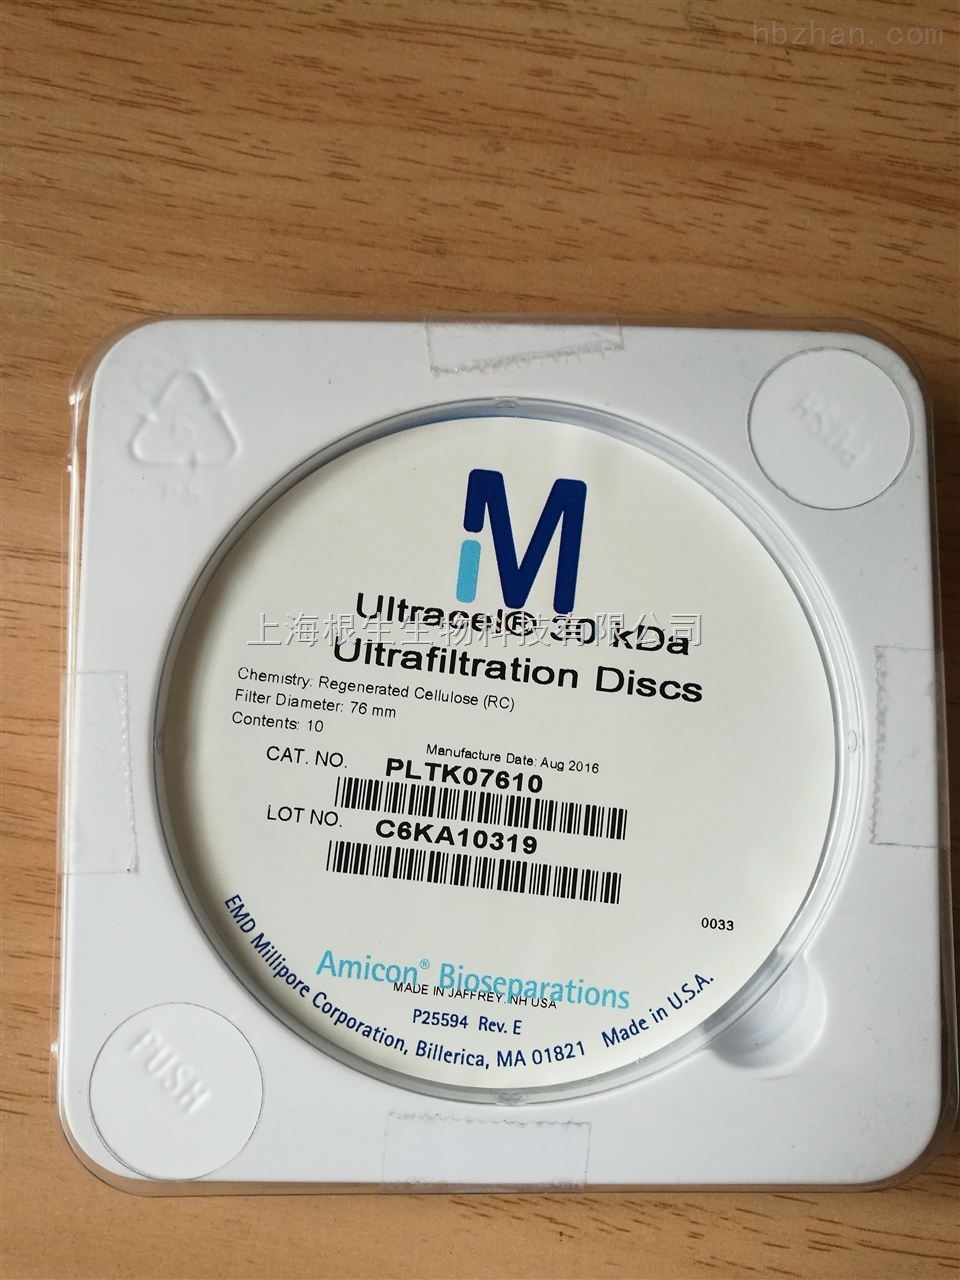 hbzhan.com
PUSH
M
Ultracel® 30 kDa
上海根生生物科技有限公司
Ultrafiltration Discs
Chemistry: Regenerated Cellulose (RC)
Filter Diameter: 76 mm
Contents: 10
Manufacture Date: Aug 2016
CAT. NO. PLTK07610
LOT NO. C6KA10319
0033
Amicon® Bioseparations
MADE IN JAFFREY. NH USA
P25594 Rev. E
EMD Millipore Corporation, Billerica, MA 01821 Made in U.S.A.
PUSH